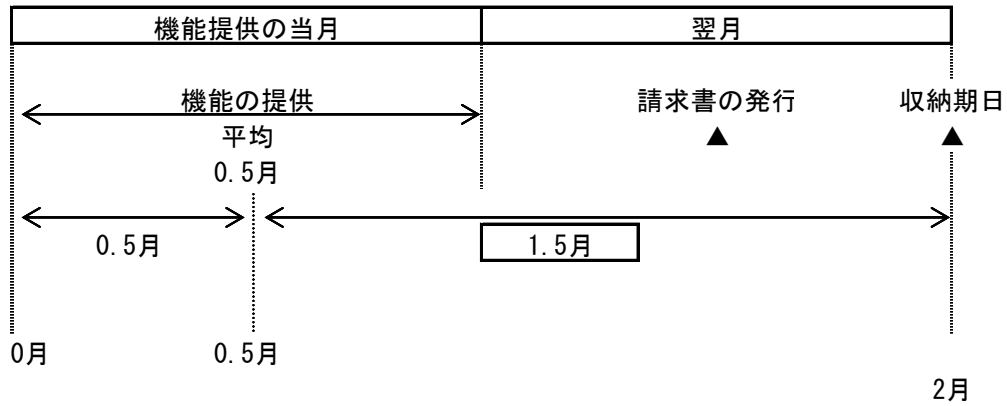 機能提供の当月 翌月
機能の提供 請求書の発行 収納期日
平均 ▲ ▲
0.5月
0.5月 1.5月
0月 0.5月
2月